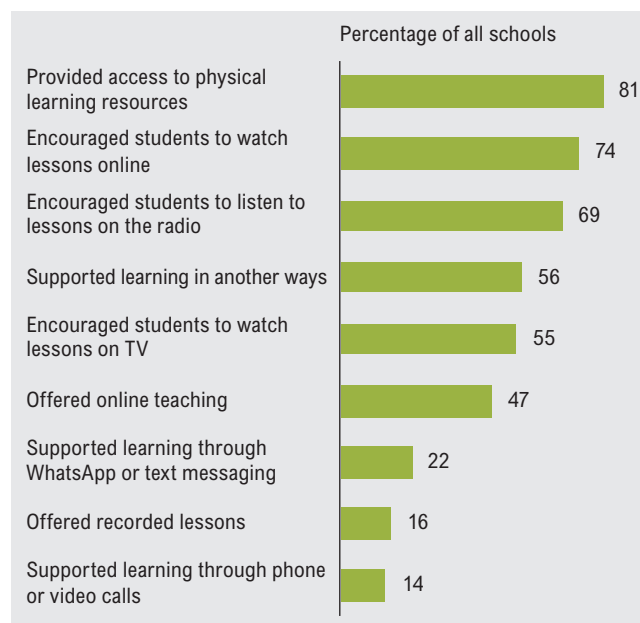 Percentage of all schools
Provided access to physical
learning resources
81
Encouraged students to watch
lessons online
74
Encouraged students to listen to
lessons on the radio
69
Supported learning in another ways
56
Encouraged students to watch
lessons on TV
55
Offered online teaching
47
Supported learning through
WhatsApp or text messaging
22
Offered recorded lessons
16
Supported learning through phone
or video calls
14